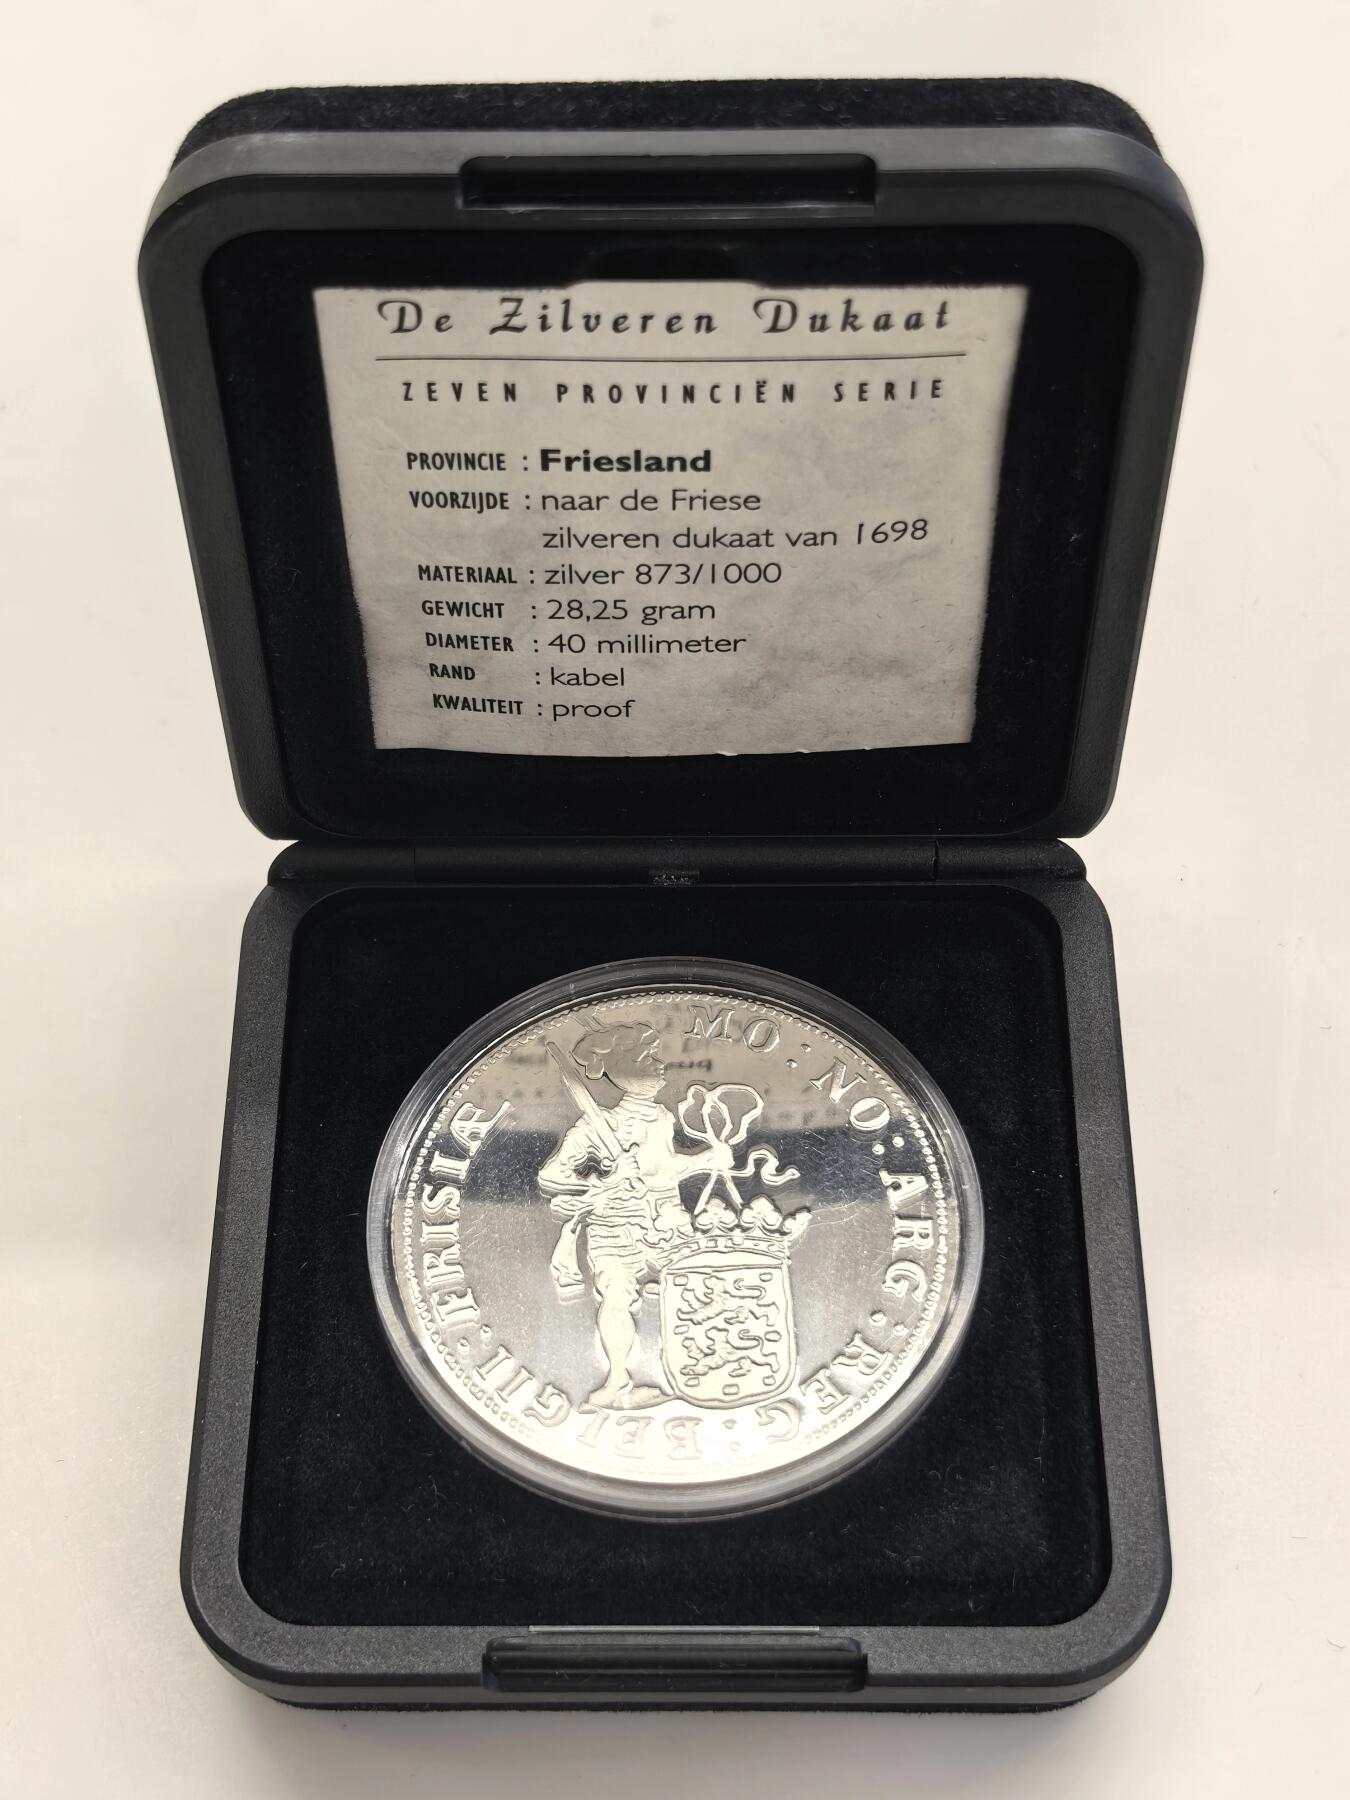 De Zilveren Dukaat
ZEVEN PROVINCIËN SERIE
PROVINCIE : Friesland
VOORZIJDE : naar de Friese
zilveren dukaat van 1698
MATERIAAL : zilver 873/1000
GEWICHT : 28,25 gram
DIAMETER : 40 millimeter
RAND : kabel
KWALITEIT : proof
MO: NO: ARG: REG: BELGII: FRISIÆ